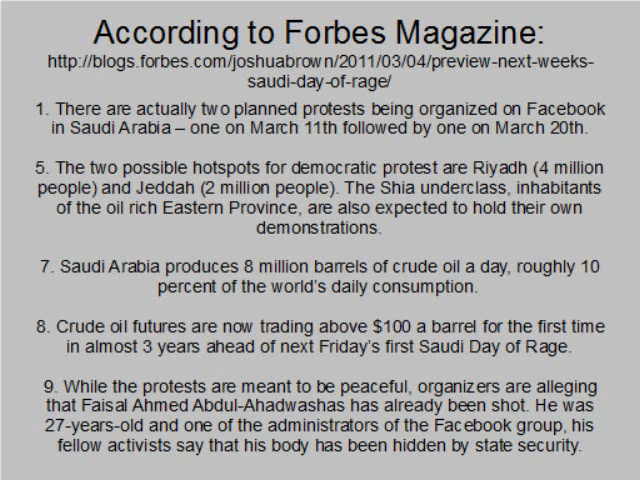 According to Forbes Magazine:
http://blogs.forbes.com/joshuabrown/2011/03/04/preview-next-weeks-
saudi-day-of-rage/
1. There are actually two planned protests being organized on Facebook
in Saudi Arabia – one on March 11th followed by one on March 20th.
5. The two possible hotspots for democratic protest are Riyadh (4 million
people) and Jeddah (2 million people). The Shia underclass, inhabitants
of the oil rich Eastern Province, are also expected to hold their own
demonstrations.
7. Saudi Arabia produces 8 million barrels of crude oil a day, roughly 10
percent of the world’s daily consumption.
8. Crude oil futures are now trading above $100 a barrel for the first time
in almost 3 years ahead of next Friday’s first Saudi Day of Rage.
9. While the protests are meant to be peaceful, organizers are alleging
that Faisal Ahmed Abdul-Ahadwashas has already been shot. He was
27-years-old and one of the administrators of the Facebook group, his
fellow activists say that his body has been hidden by state security.